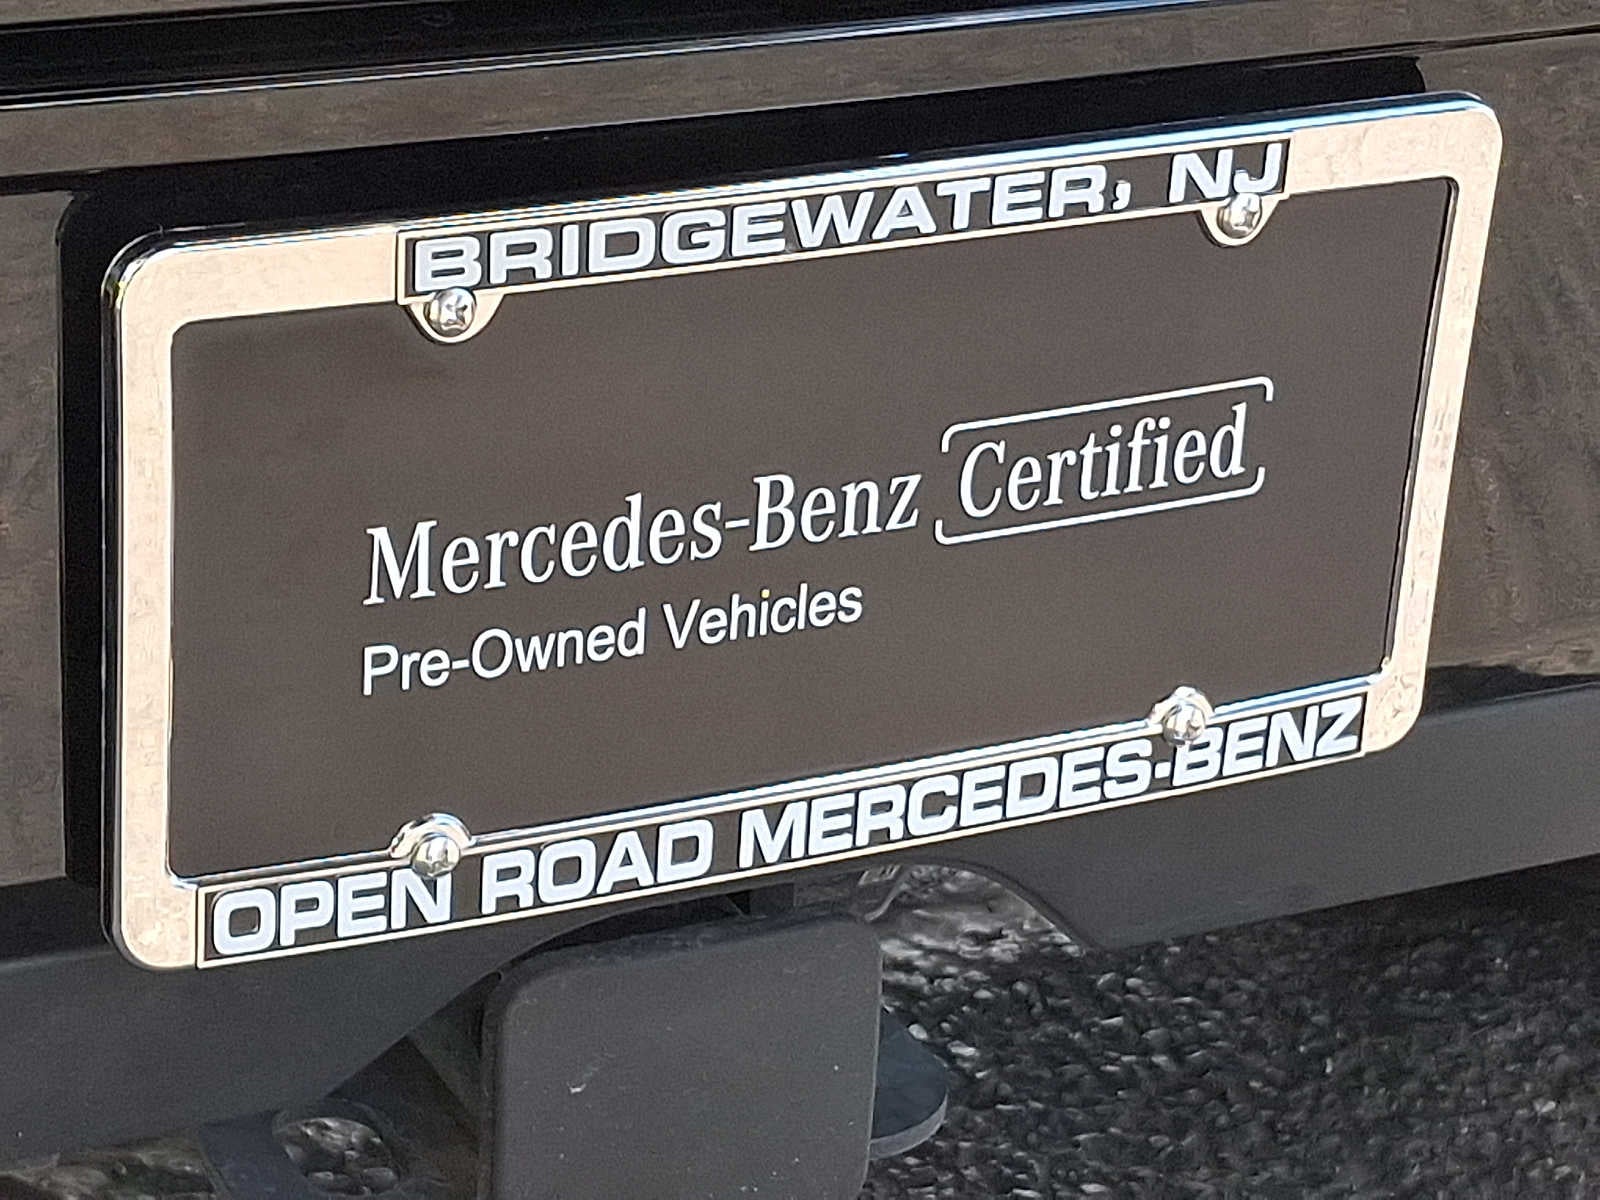 BRIDGEWATER, NJ
Mercedes-Benz Certified
Pre-Owned Vehicles
OPEN ROAD MERCEDES-BENZ